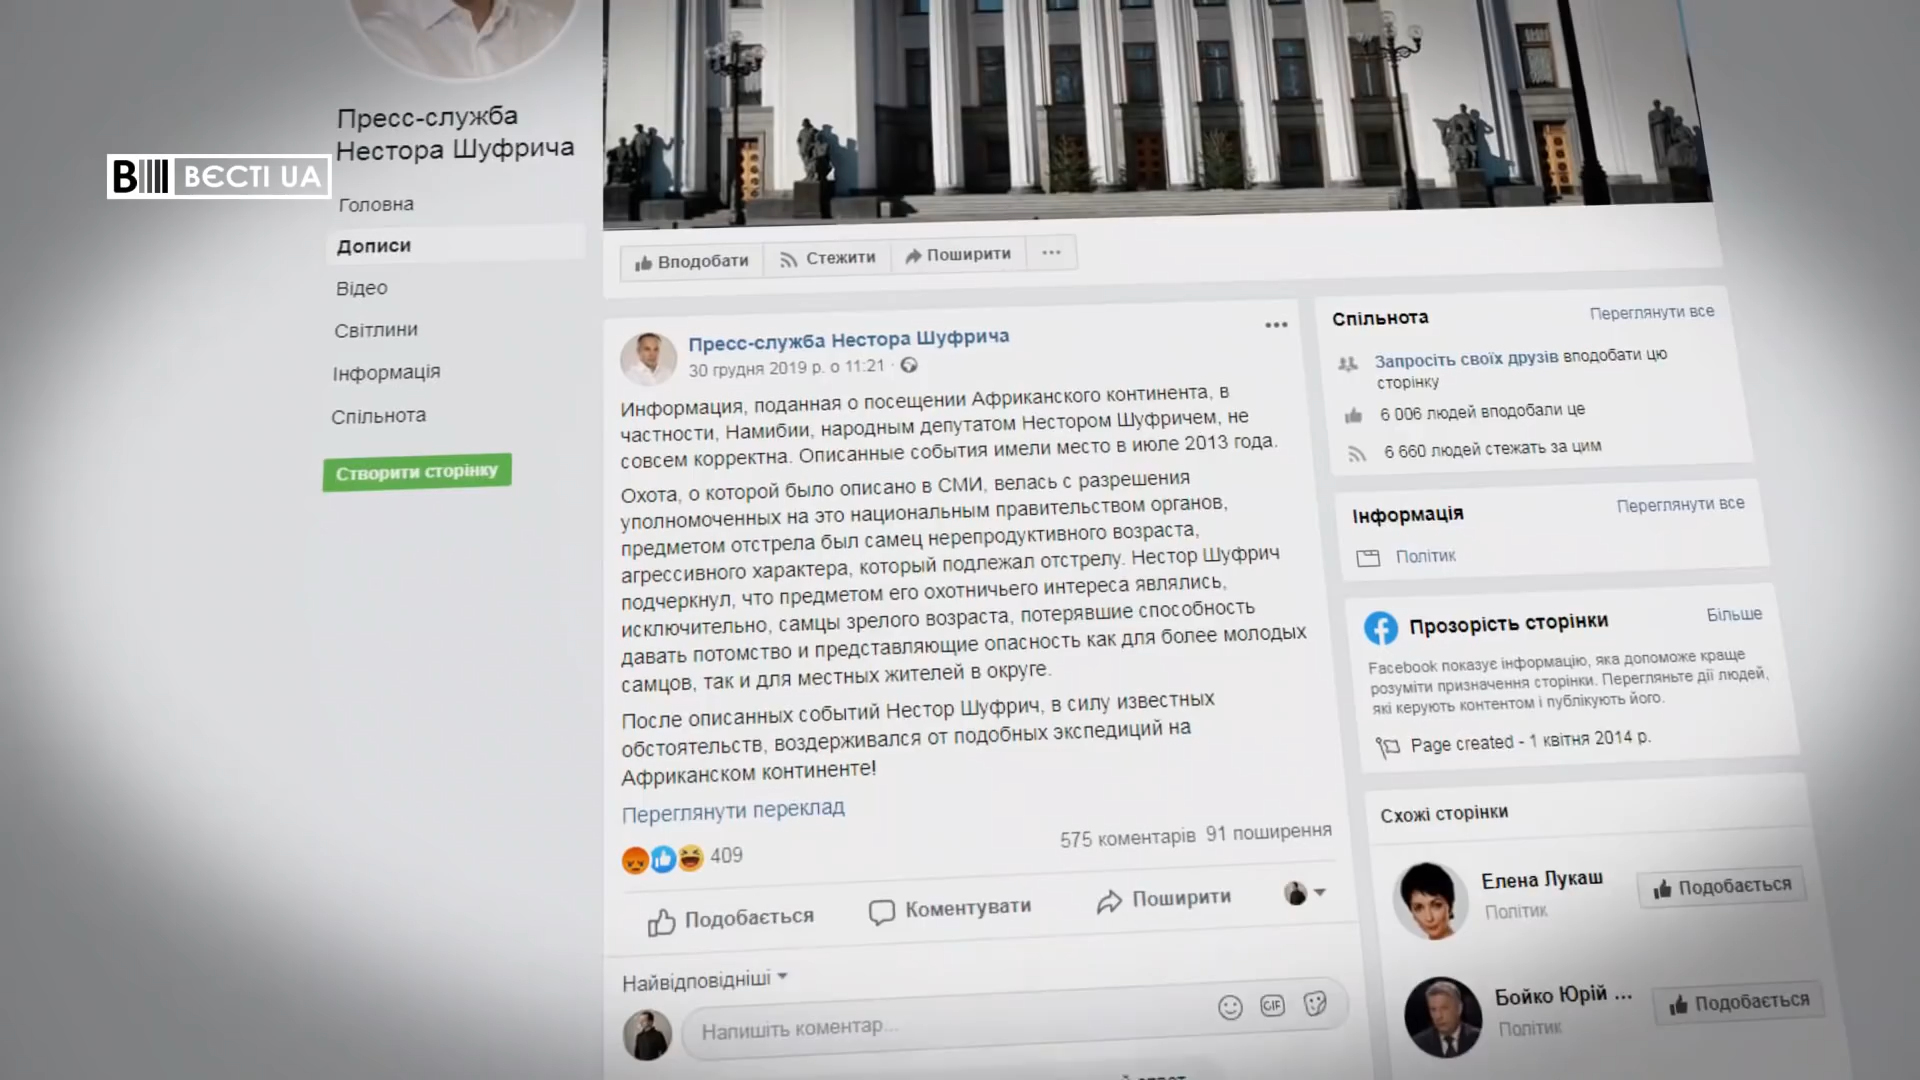 Пресс-служба
Нестора Шуфрича
В ВЄСТІ UA
Головна
Дописи
Відео
Світлини
Інформація
Спільнота
Створити сторінку
Вподобати
Стежити
Поширити
Пресс-служба Нестора Шуфрича
30 грудня 2019 р. о 11:21
Информация, поданная о посещении Африканского континента, в
частности, Намибии, народным депутатом Нестором Шуфричем, не
совсем корректна. Описанные события имели место в июле 2013 года.
Охота, о которой было описано в СМИ, велась с разрешения
уполномоченных на это национальным правительством органов,
предметом отстрела был самец нерепродуктивного возраста,
агрессивного характера, который подлежал отстрелу. Нестор Шуфрич
подчеркнул, что предметом его охотничьего интереса являлись,
исключительно, самцы зрелого возраста, потерявшие способность
давать потомство и представляющие опасность как для более молодых
самцов, так и для местных жителей в округе.
После описанных событий Нестор Шуфрич, в силу известных
обстоятельств, воздерживался от подобных экспедиций на
Африканском континенте!
Переглянути переклад
409
575 коментарів 91 поширення
Подобається
Коментувати
Поширити
Найвідповідніші
Напишіть коментар...
GIF
Спільнота
Переглянути все
Запросіть своїх друзів вподобати цю
сторінку
6 006 людей вподобали це
6 660 людей стежать за цим
Інформація
Переглянути все
Політик
Прозорість сторінки
Більше
Facebook показує інформацію, яка допоможе краще
розуміти призначення сторінки. Перегляньте дії людей,
які керують контентом і публікують його.
Page created - 1 квітня 2014 р.
Схожі сторінки
Елена Лукаш
Політик
Подобається
Бойко Юрій ...
Політик
Подобається